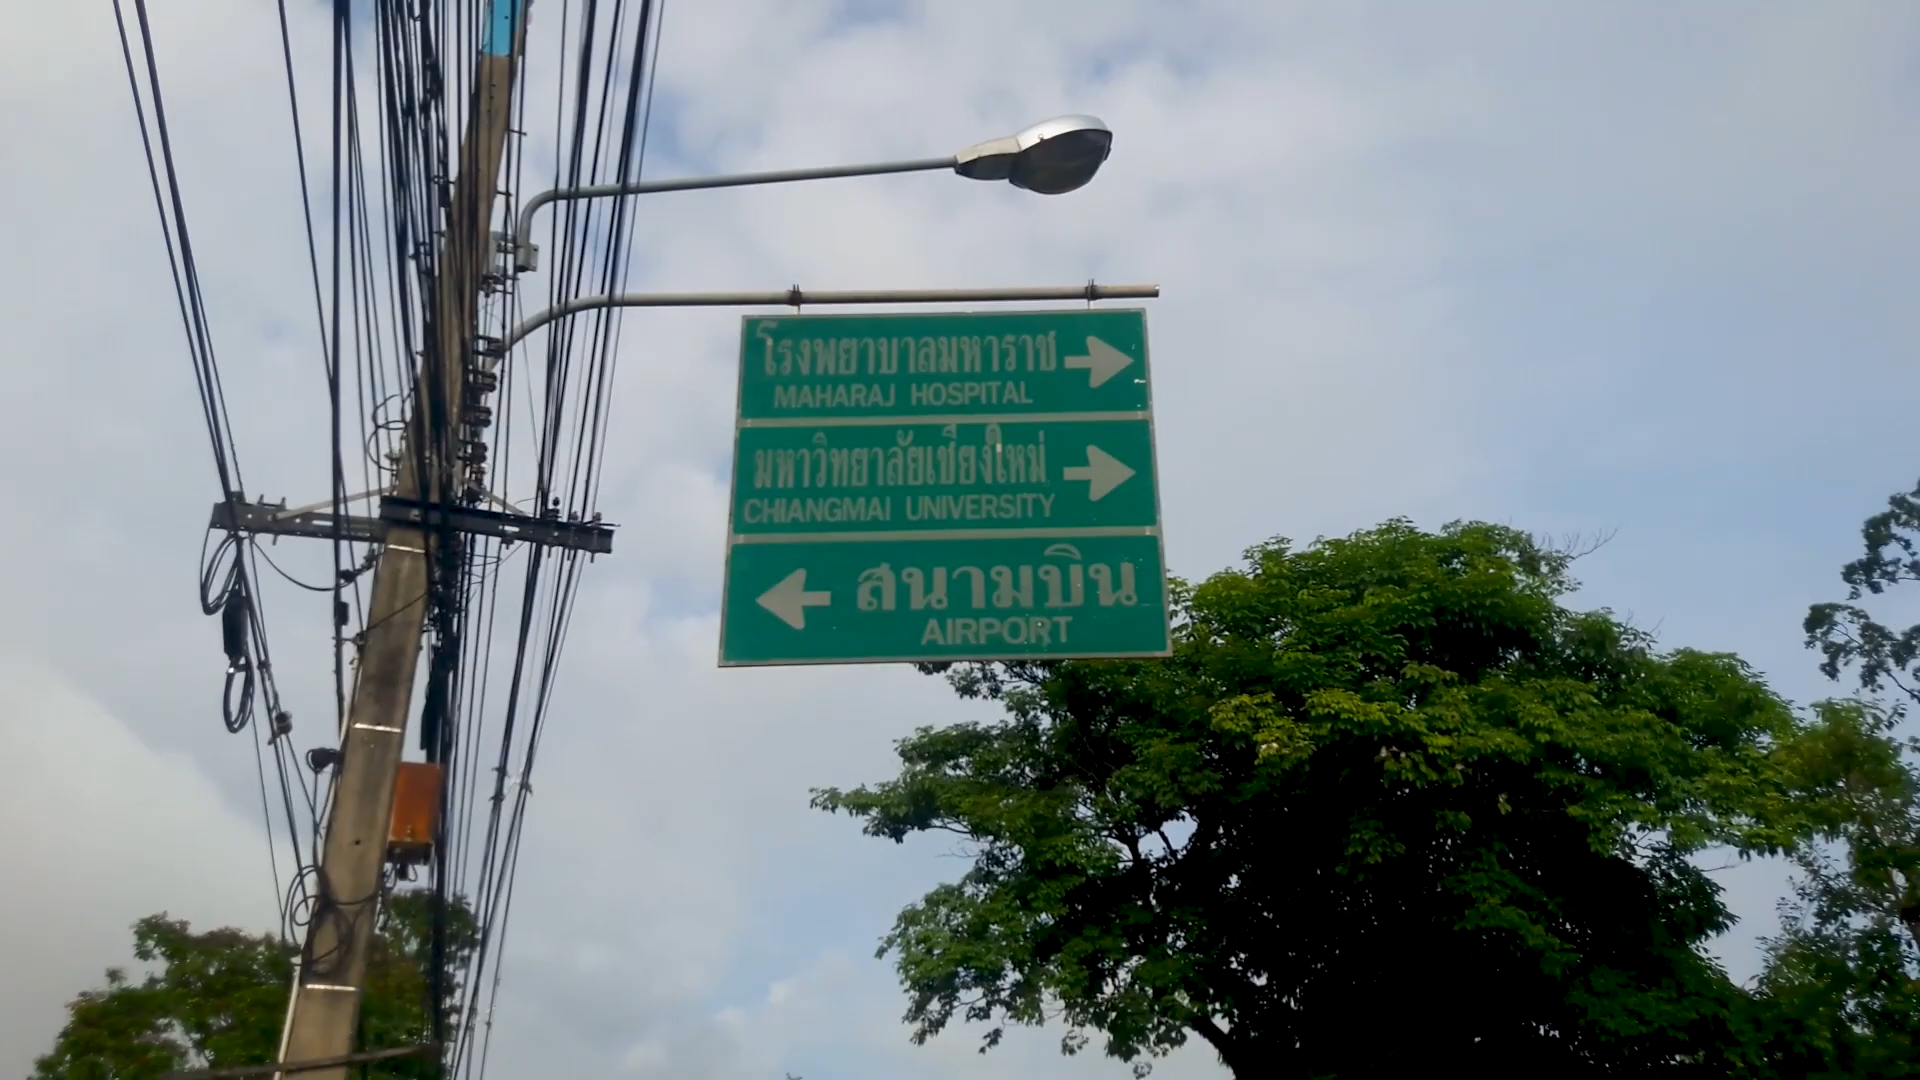 โรงพยาบาลมหาราช
MAHARAJ HOSPITAL
มหาวิทยาลัยเชียงใหม่
CHIANGMAI UNIVERSITY
สนามบิน
AIRPORT